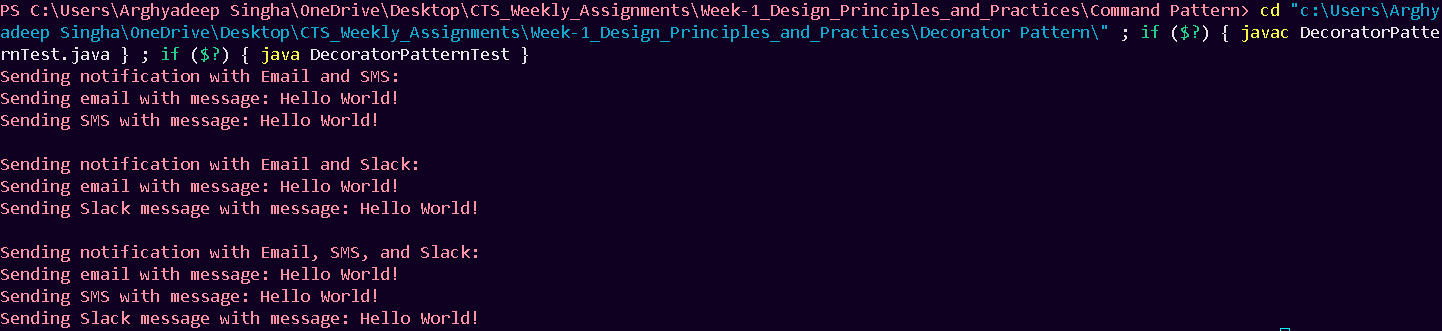 PS C:\Users\Arghyadeep Singha\OneDrive\Desktop\CTS_Weekly_Assignments\Week-1_Design_Principles_and_Practices\Command Pattern> cd "c:\Users\Arghy
adeep Singha\OneDrive\Desktop\CTS_Weekly_Assignments\Week-1_Design_Principles_and_Practices\Decorator Pattern\" ; if ($?) { javac DecoratorPatte
rnTest.java } ; if ($?) { java DecoratorPatternTest }
Sending notification with Email and SMS:
Sending email with message: Hello World!
Sending SMS with message: Hello World!

Sending notification with Email and Slack:
Sending email with message: Hello World!
Sending Slack message with message: Hello World!

Sending notification with Email, SMS, and Slack:
Sending email with message: Hello World!
Sending SMS with message: Hello World!
Sending Slack message with message: Hello World!